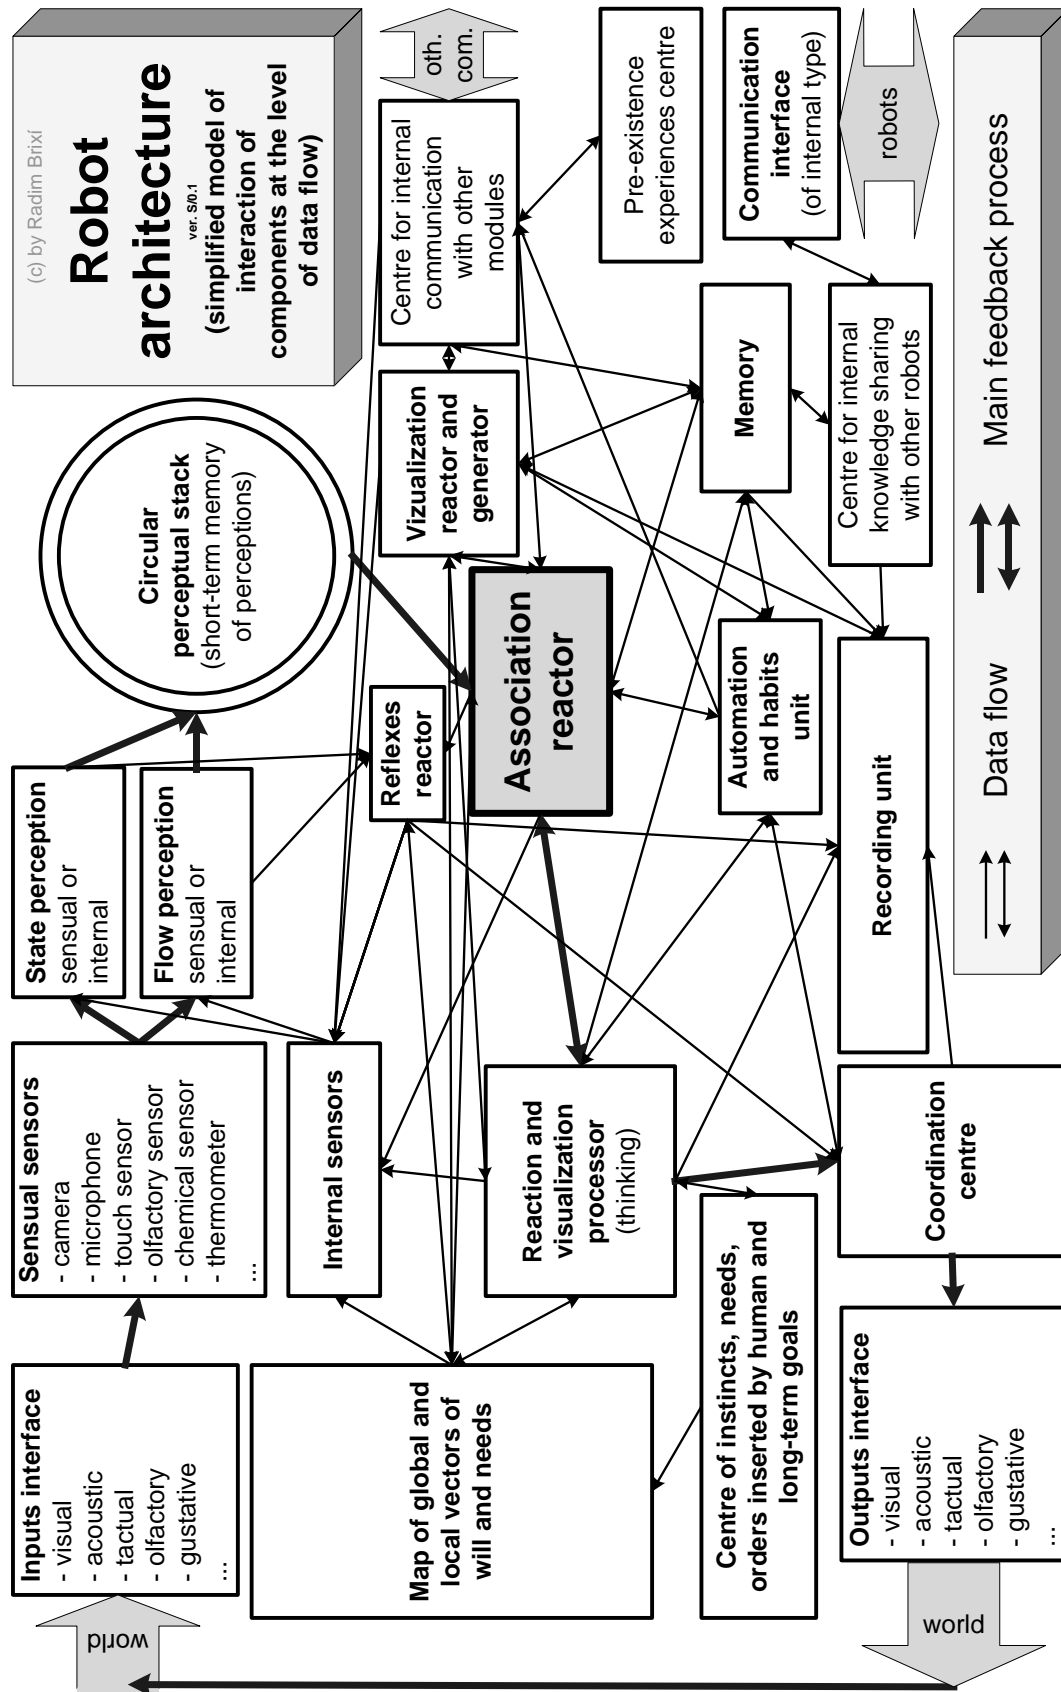 (c) by Radim Brixí
Robot
architecture
ver. S/0.1
(simplified model of
interaction of
components at the level
of data flow)
world
Inputs interface
- visual
- acoustic
- tactual
- olfactory
- gustative
...
Sensual sensors
- camera
- microphone
- touch sensor
- olfactory sensor
- chemical sensor
- thermometer
...
State perception
sensual or
internal
Flow perception
sensual or
internal
Circular
perceptual stack
(short-term memory
of perceptions)
Internal sensors
Reflexes
reactor
Vizualization
reactor and
generator
Centre for internal
communication
with other
modules
oth.
com.
Map of global and
local vectors of
will and needs
Reaction and
visualization
processor
(thinking)
Association
reactor
Pre-existence
experiences centre
Centre of instincts, needs,
orders inserted by human and
long-term goals
Automation
and habits
unit
Memory
Communication
interface
(of internal type)
robots
Centre for internal
knowledge sharing
with other robots
Outputs interface
- visual
- acoustic
- tactual
- olfactory
- gustative
...
world
Coordination
centre
Recording unit
Data flow
Main feedback process